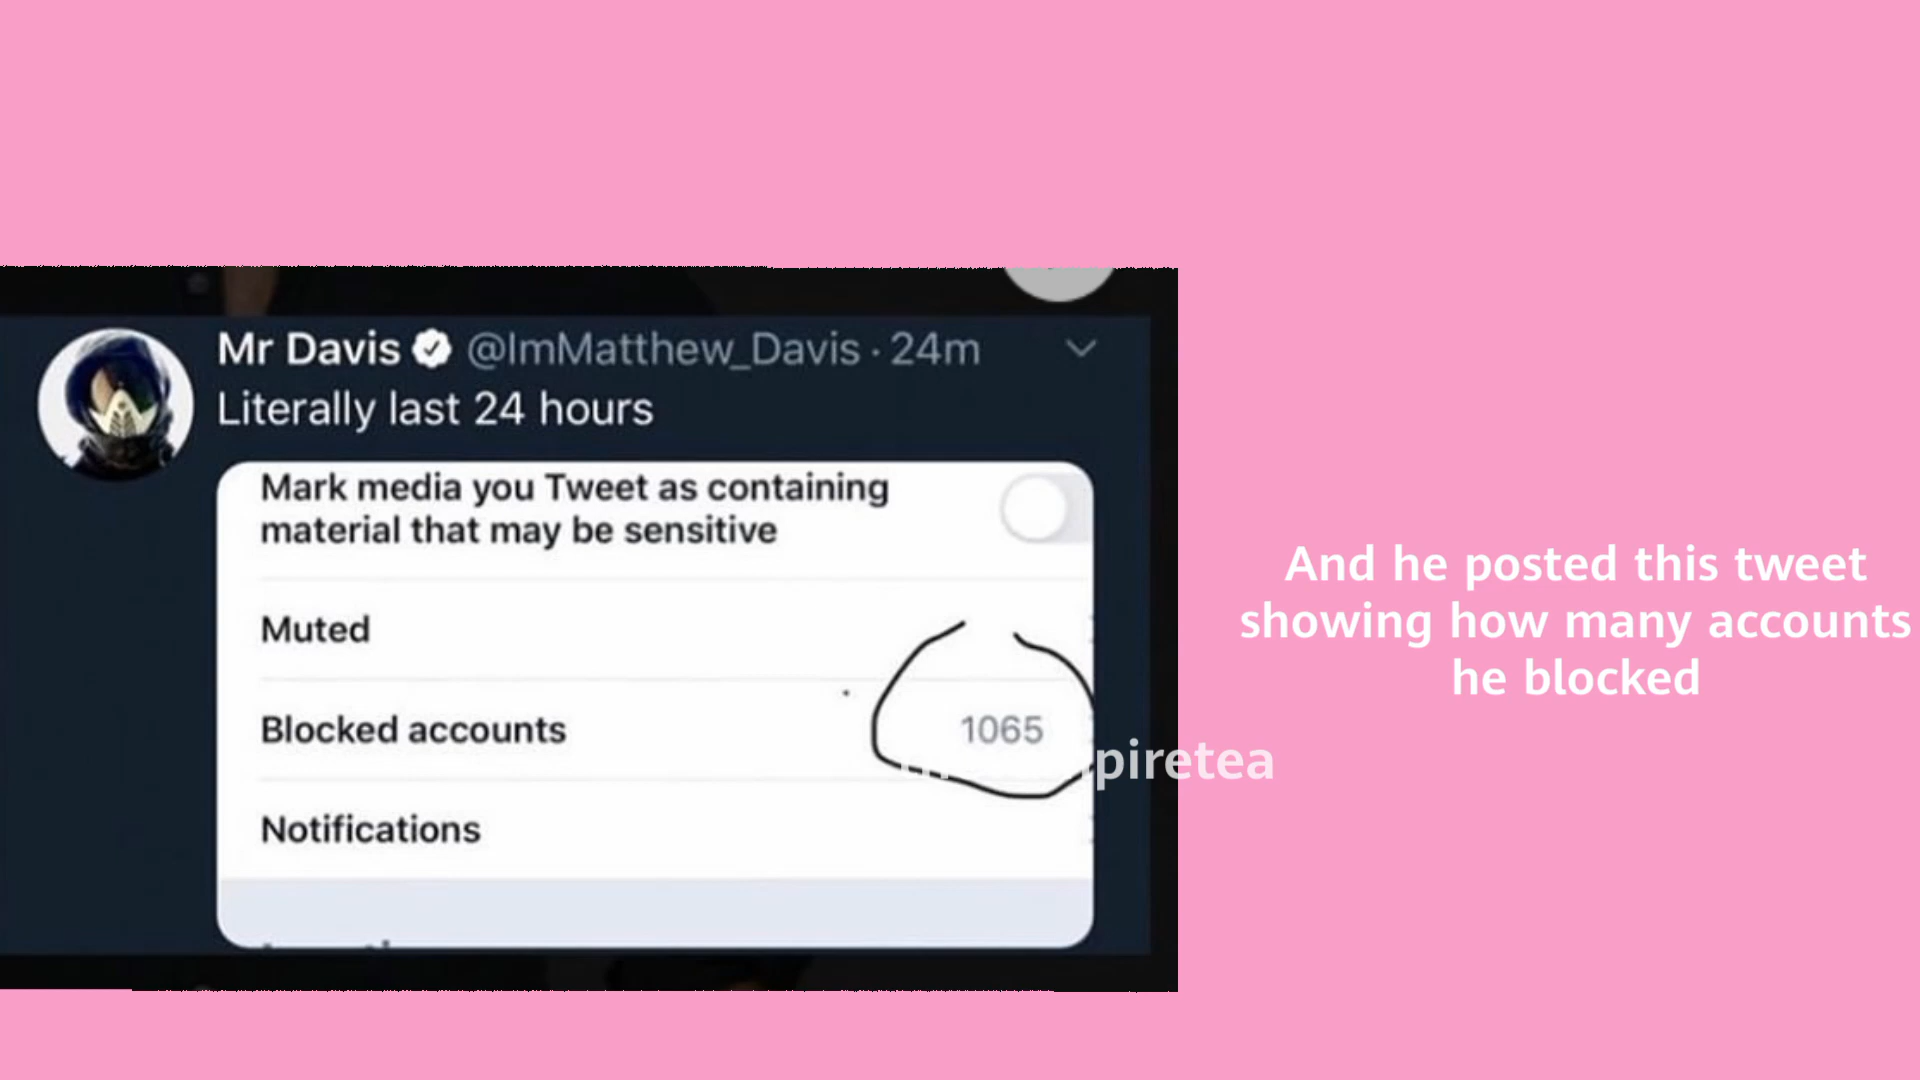 Mr Davis @ImMatthew_Davis · 24m
Literally last 24 hours
Mark media you Tweet as containing
material that may be sensitive
Muted
Blocked accounts 1065
Notifications
And he posted this tweet
showing how many accounts
he blocked